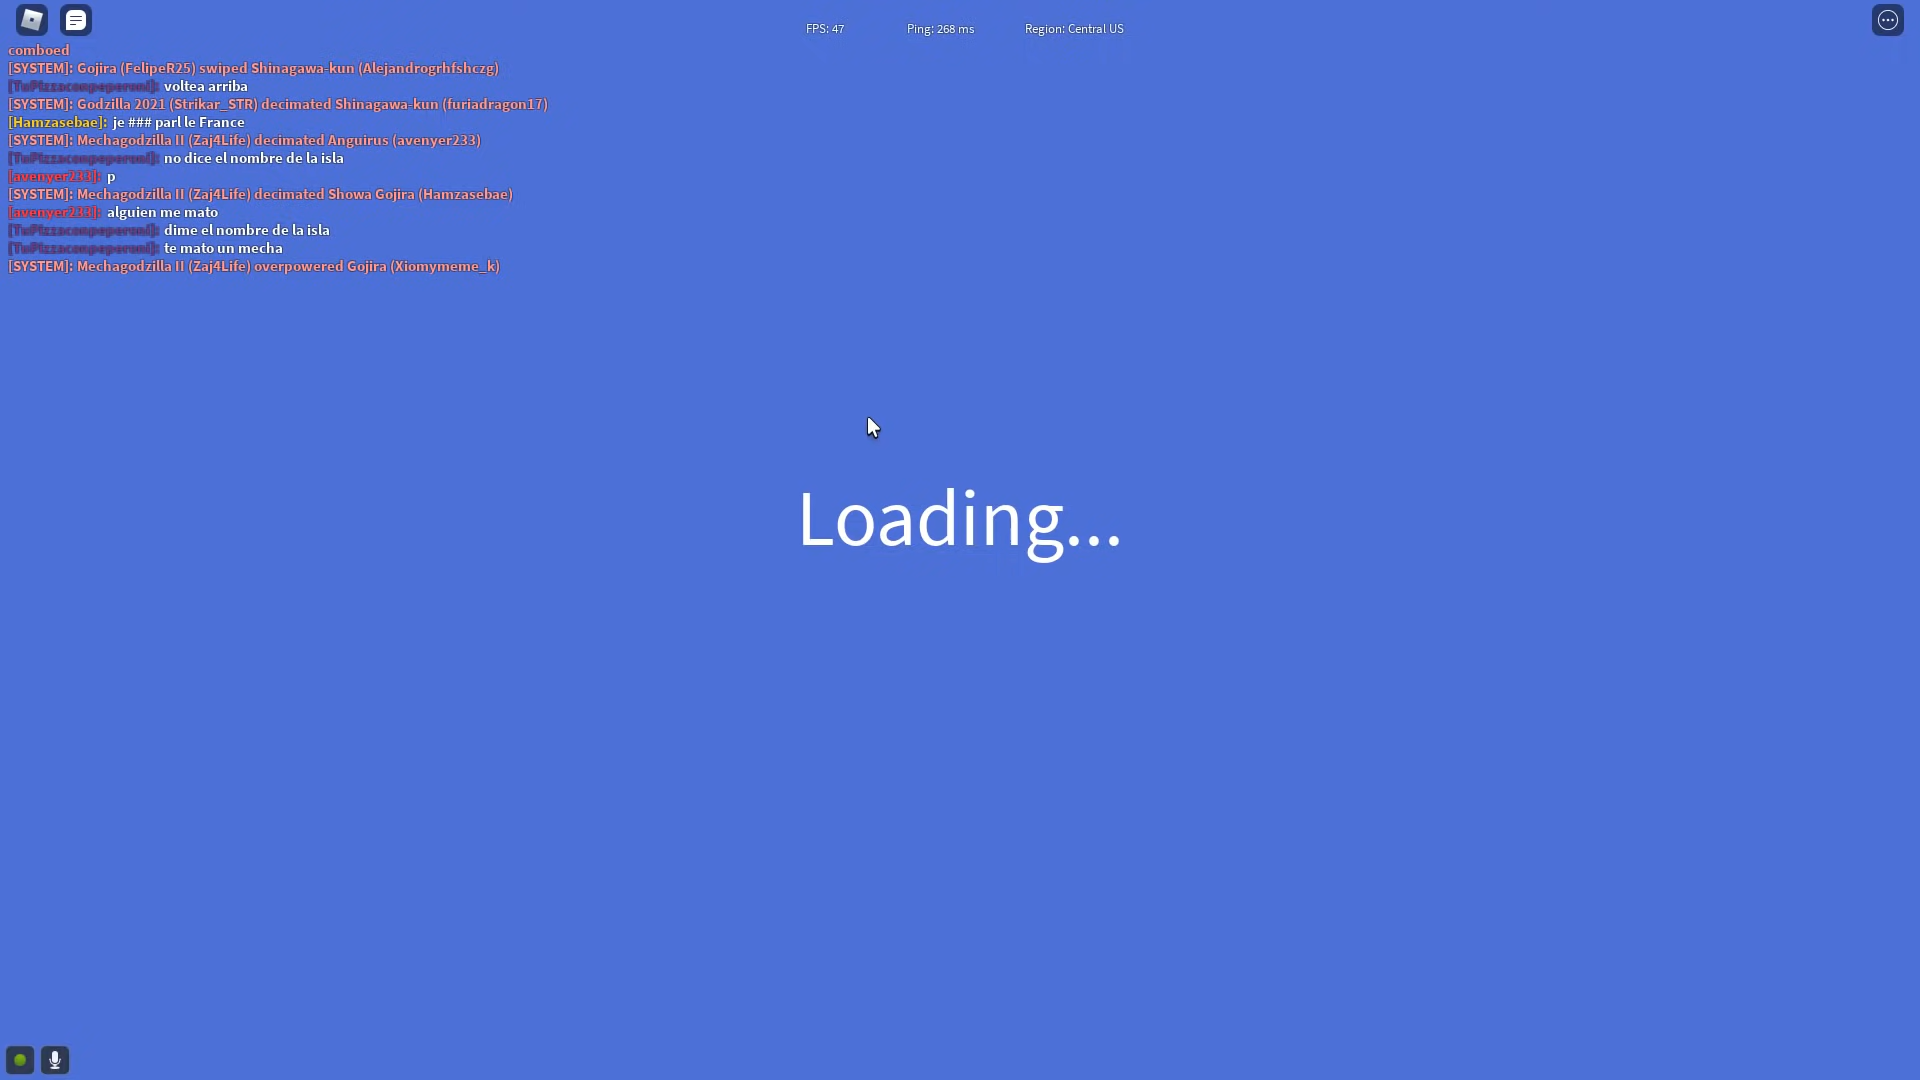 FPS: 47 Ping: 268 ms Region: Central US
comboed
[SYSTEM]: Gojira (FelipeR25) swiped Shinagawa-kun (Alejandrogrhfshczg)
[TuPizzaconpeperoni]: voltea arriba
[SYSTEM]: Godzilla 2021 (Strikar_STR) decimated Shinagawa-kun (furiadragon17)
[Hamzasebae]: je ### parl le France
[SYSTEM]: Mechagodzilla II (Zaj4Life) decimated Anguirus (avenyer233)
[TuPizzaconpeperoni]: no dice el nombre de la isla
[avenyer233]: p
[SYSTEM]: Mechagodzilla II (Zaj4Life) decimated Showa Gojira (Hamzasebae)
[avenyer233]: alguien me mato
[TuPizzaconpeperoni]: dime el nombre de la isla
[TuPizzaconpeperoni]: te mato un mecha
[SYSTEM]: Mechagodzilla II (Zaj4Life) overpowered Gojira (Xiomymeme_k)
Loading...